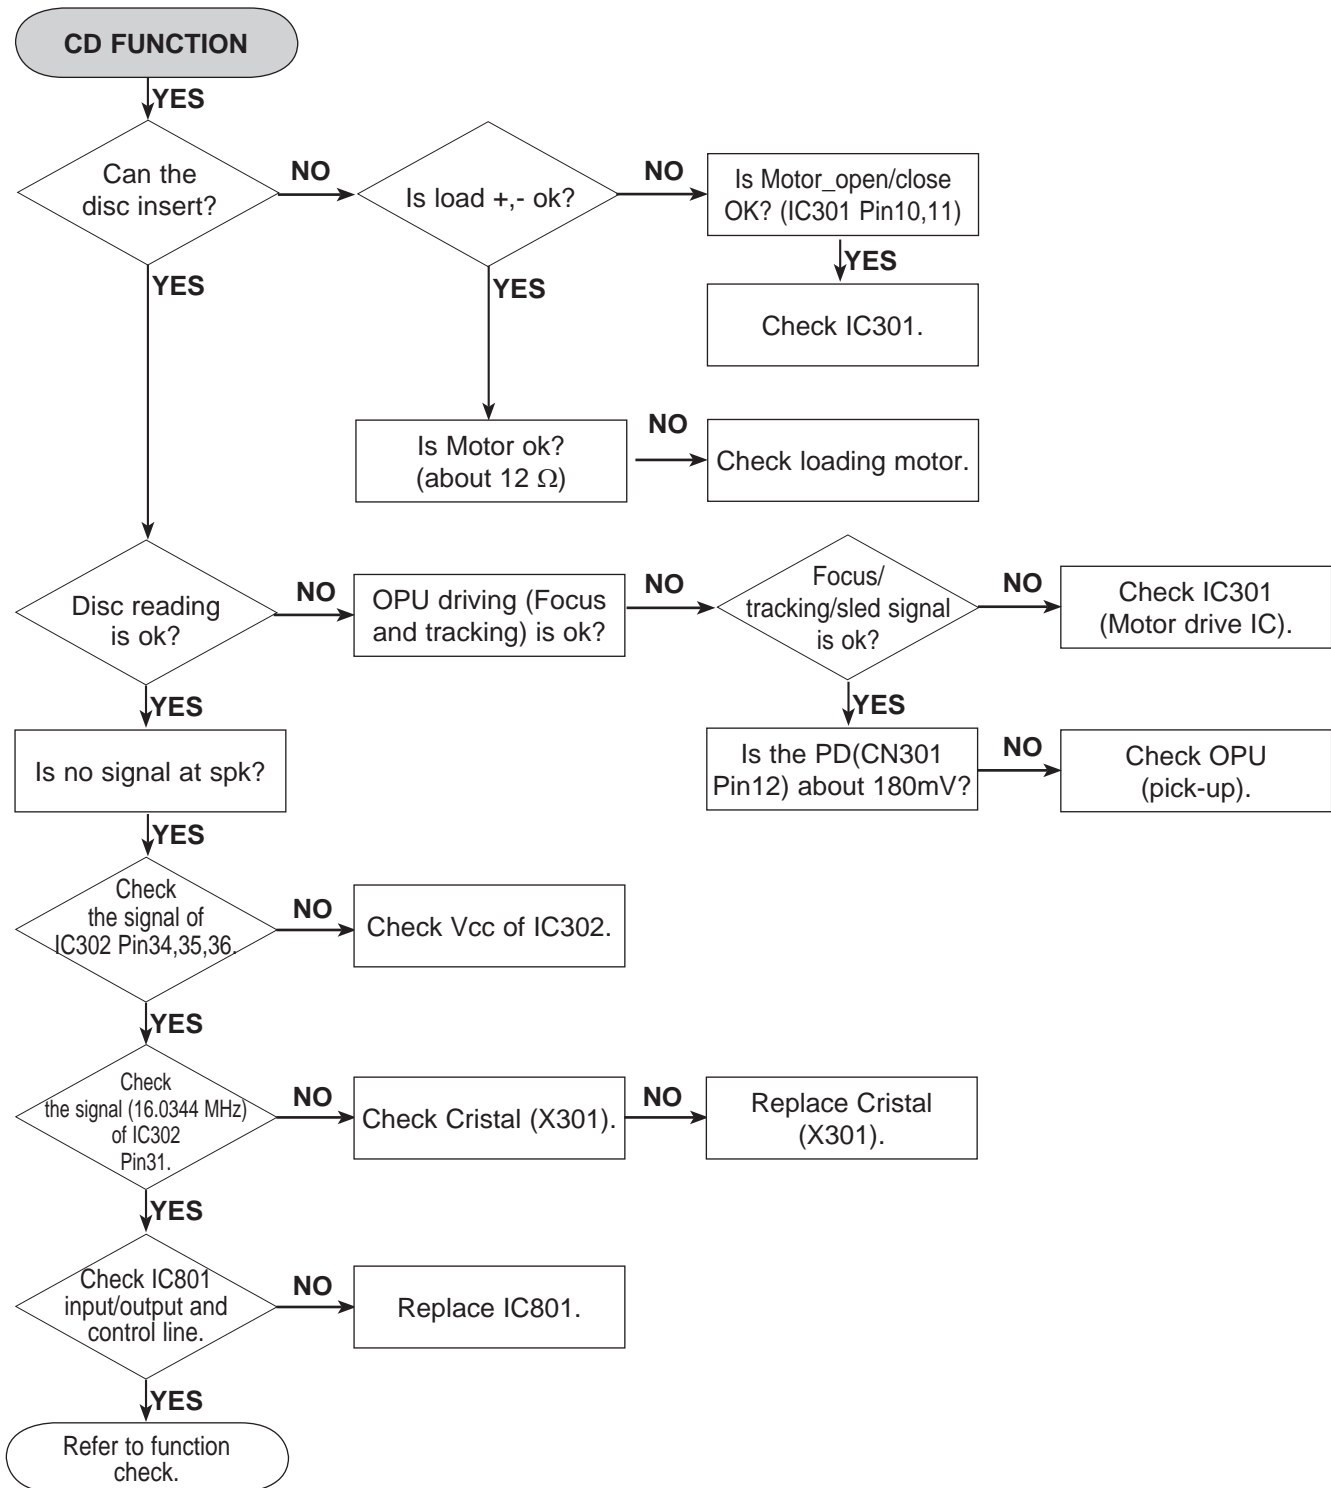 CD FUNCTION
YES
Can the
disc insert?
NO
Is load +,- ok?
NO
Is Motor_open/close
OK? (IC301 Pin10,11)
YES
Check IC301.
YES
Is Motor ok?
(about 12 Ω)
NO
Check loading motor.
YES
Disc reading
is ok?
NO
OPU driving (Focus
and tracking) is ok?
NO
Focus/
tracking/sled signal
is ok?
NO
Check IC301
(Motor drive IC).
YES
Is the PD(CN301
Pin12) about 180mV?
NO
Check OPU
(pick-up).
YES
Is no signal at spk?
YES
Check
the signal of
IC302 Pin34,35,36.
NO
Check Vcc of IC302.
YES
Check
the signal (16.0344 MHz)
of IC302
Pin31.
NO
Check Cristal (X301).
NO
Replace Cristal
(X301).
YES
Check IC801
input/output and
control line.
NO
Replace IC801.
YES
Refer to function
check.